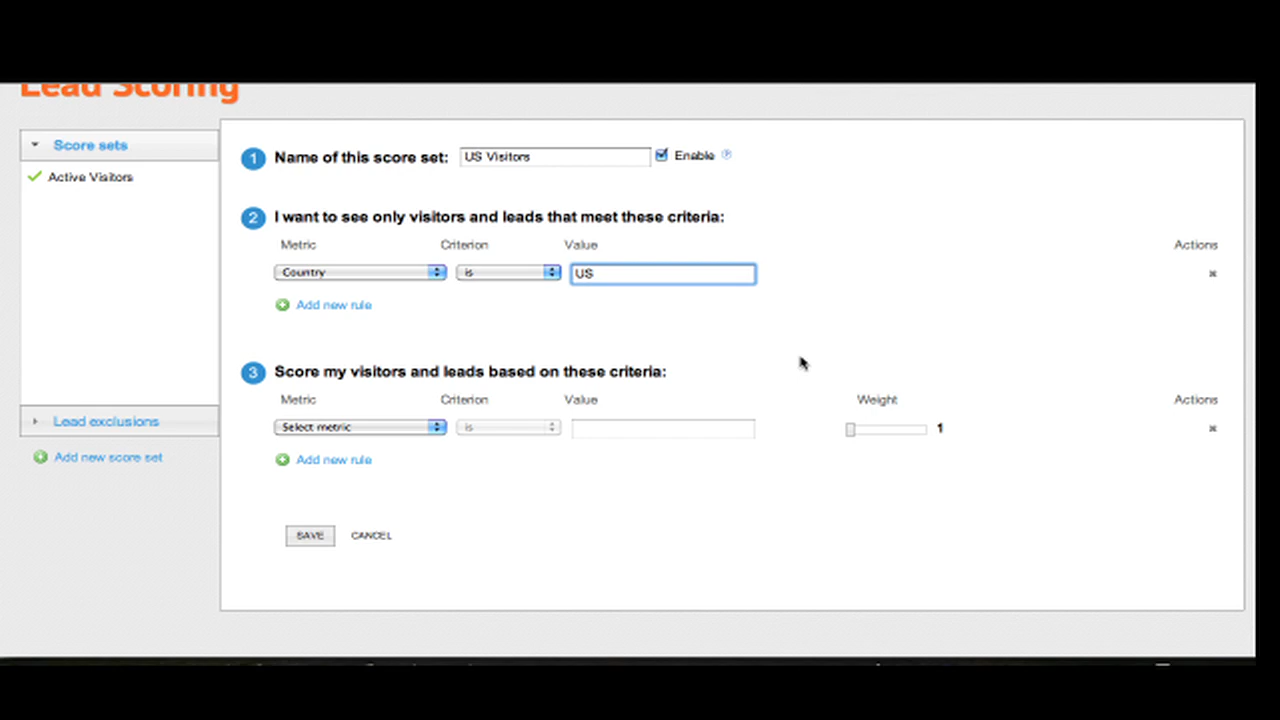 Lead Scoring
Score sets
Active Visitors
Lead exclusions
Add new score set
1 Name of this score set: US Visitors Enable ?
2 I want to see only visitors and leads that meet these criteria:
Metric Criterion Value Actions
Country is US
Add new rule
3 Score my visitors and leads based on these criteria:
Metric Criterion Value Weight Actions
Select metric is 1
Add new rule
SAVE CANCEL